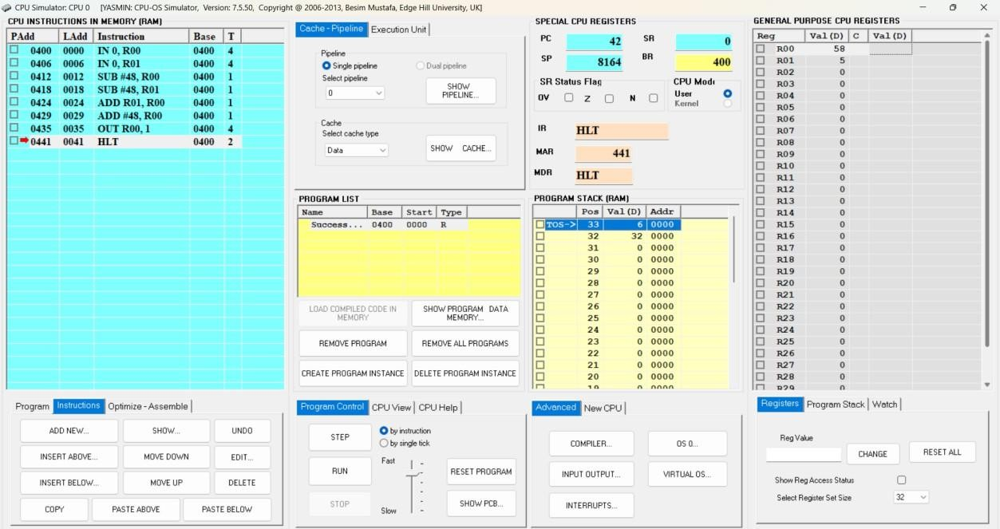 CPU Simulator: CPU 0 [YASMIN: CPU-OS Simulator, Version: 7.5.50, Copyright @ 2006-2013, Besim Mustafa, Edge Hill University, UK]
CPU INSTRUCTIONS IN MEMORY (RAM)
PAdd LAdd Instruction Base T
0400 0000 IN 0, R00 0400 4
0406 0006 IN 0, R01 0400 4
0412 0012 SUB #48, R00 0400 1
0418 0018 SUB #48, R01 0400 1
0424 0024 ADD R01, R00 0400 1
0429 0029 ADD #48, R00 0400 1
0435 0035 OUT R00, 1 0400 4
0441 0041 HLT 0400 2
Program Instructions Optimize - Assemble
ADD NEW... SHOW... UNDO
INSERT ABOVE... MOVE DOWN EDIT...
INSERT BELOW... MOVE UP DELETE
COPY PASTE ABOVE PASTE BELOW
Cache - Pipeline Execution Unit
Pipeline
Single pipeline Dual pipeline
Select pipeline
0
SHOW
PIPELINE...
Cache
Select cache type
Data
SHOW CACHE...
PROGRAM LIST
Name Base Start Type
Success... 0400 0000 R
LOAD COMPILED CODE IN
MEMORY
SHOW PROGRAM DATA
MEMORY...
REMOVE PROGRAM REMOVE ALL PROGRAMS
CREATE PROGRAM INSTANCE DELETE PROGRAM INSTANCE
Program Control CPU View CPU Help
STEP
by instruction
by single tick
RUN
Fast
RESET PROGRAM
STOP
Slow
SHOW PCB...
SPECIAL CPU REGISTERS
PC 42 SR 0
SP 8164 BR 400
SR Status Flag
OV Z N
CPU Mode
User
Kernel
IR HLT
MAR 441
MDR HLT
PROGRAM STACK (RAM)
Pos Val(D) Addr
TOS-> 33 6 0000
32 32 0000
31 0 0000
30 0 0000
29 0 0000
28 0 0000
27 0 0000
26 0 0000
25 0 0000
24 0 0000
23 0 0000
22 0 0000
21 0 0000
20 0 0000
19 0 0000
Advanced New CPU
COMPILER... OS 0...
INPUT OUTPUT... VIRTUAL OS...
INTERRUPTS...
GENERAL PURPOSE CPU REGISTERS
Reg Val(D) C Val(D)
R00 58
R01 5
R02 0
R03 0
R04 0
R05 0
R06 0
R07 0
R08 0
R09 0
R10 0
R11 0
R12 0
R13 0
R14 0
R15 0
R16 0
R17 0
R18 0
R19 0
R20 0
R21 0
R22 0
R23 0
R24 0
R25 0
R26 0
R27 0
R28 0
R29 0
Registers Program Stack Watch
Reg Value
CHANGE RESET ALL
Show Reg Access Status
Select Register Set Size 32